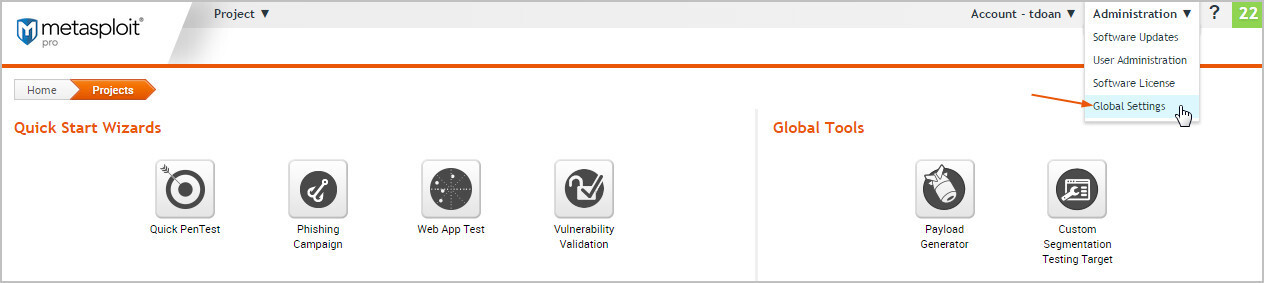 metasploit®
pro
Project ▼
Account - tdoan ▼
Administration ▼
?
22
Software Updates
User Administration
Software License
Global Settings
Home
Projects
Quick Start Wizards
Global Tools
Quick PenTest
Phishing
Campaign
Web App Test
Vulnerability
Validation
Payload
Generator
Custom
Segmentation
Testing Target